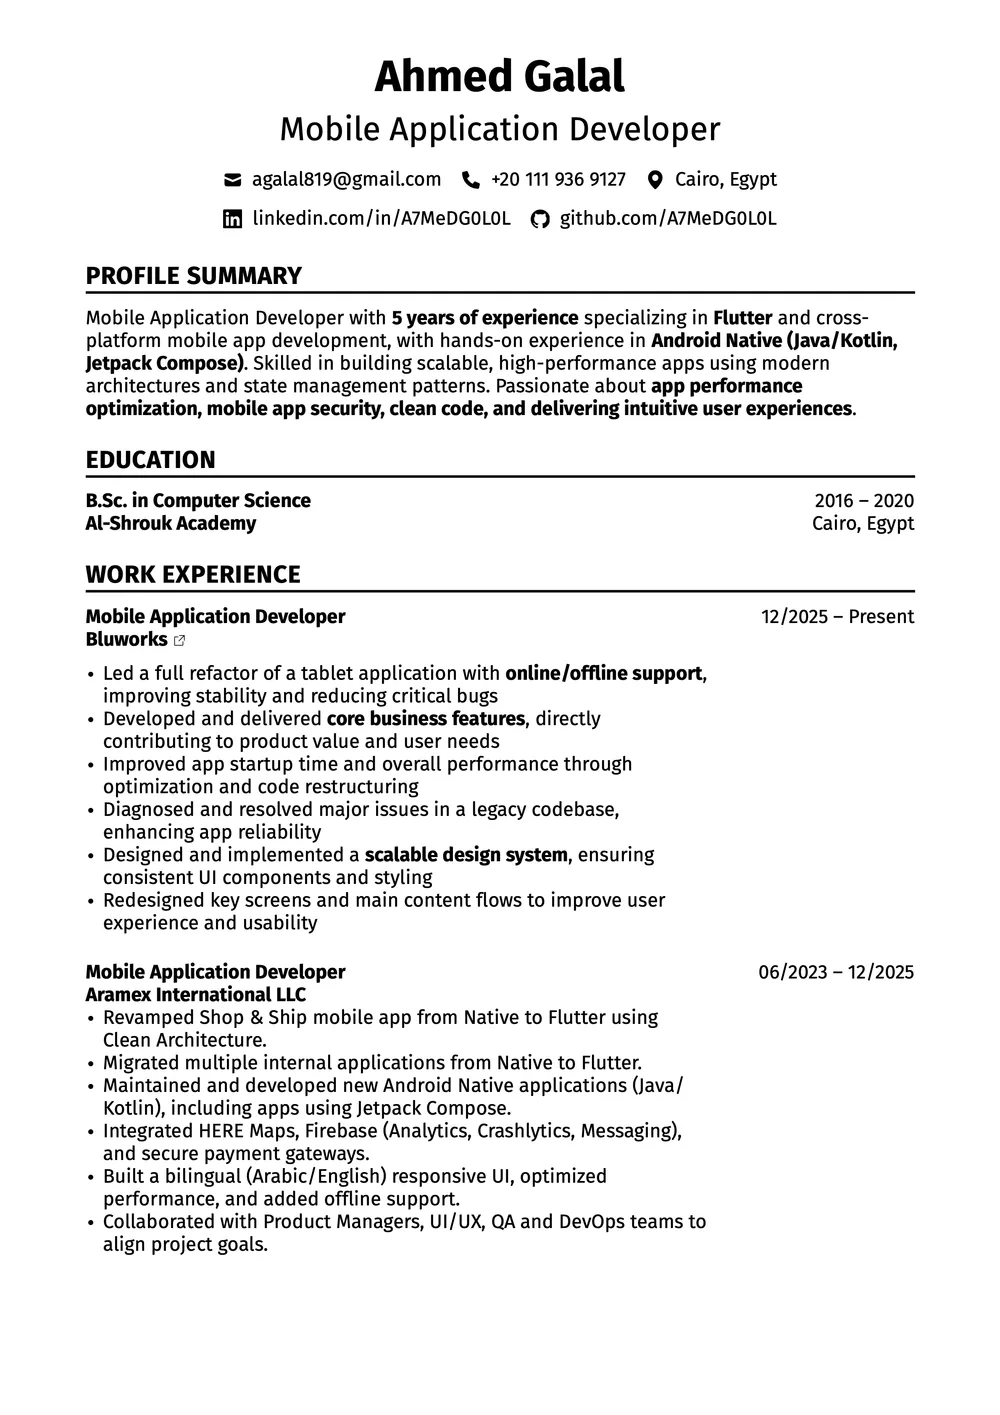 Ahmed Galal
Mobile Application Developer
agalal819@gmail.com +20 111 936 9127 Cairo, Egypt
linkedin.com/in/A7MeDG0L0L github.com/A7MeDG0L0L
PROFILE SUMMARY
Mobile Application Developer with 5 years of experience specializing in Flutter and cross-
platform mobile app development, with hands-on experience in Android Native (Java/Kotlin,
Jetpack Compose). Skilled in building scalable, high-performance apps using modern
architectures and state management patterns. Passionate about app performance
optimization, mobile app security, clean code, and delivering intuitive user experiences.
EDUCATION
B.Sc. in Computer Science 2016 – 2020
Al-Shrouk Academy Cairo, Egypt
WORK EXPERIENCE
Mobile Application Developer 12/2025 – Present
Bluworks
• Led a full refactor of a tablet application with online/offline support,
improving stability and reducing critical bugs
• Developed and delivered core business features, directly
contributing to product value and user needs
• Improved app startup time and overall performance through
optimization and code restructuring
• Diagnosed and resolved major issues in a legacy codebase,
enhancing app reliability
• Designed and implemented a scalable design system, ensuring
consistent UI components and styling
• Redesigned key screens and main content flows to improve user
experience and usability
Mobile Application Developer 06/2023 – 12/2025
Aramex International LLC
• Revamped Shop & Ship mobile app from Native to Flutter using
Clean Architecture.
• Migrated multiple internal applications from Native to Flutter.
• Maintained and developed new Android Native applications (Java/
Kotlin), including apps using Jetpack Compose.
• Integrated HERE Maps, Firebase (Analytics, Crashlytics, Messaging),
and secure payment gateways.
• Built a bilingual (Arabic/English) responsive UI, optimized
performance, and added offline support.
• Collaborated with Product Managers, UI/UX, QA and DevOps teams to
align project goals.